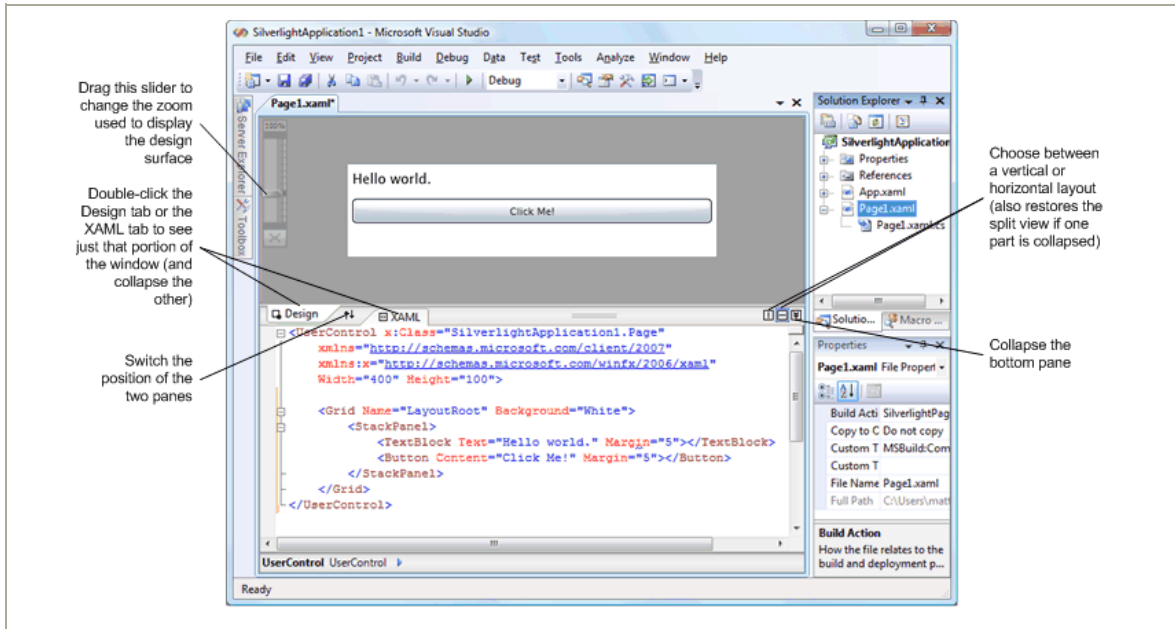 SilverlightApplication1 - Microsoft Visual Studio
File Edit View Project Build Debug Data Test Tools Analyze Window Help
Debug
Drag this slider to
change the zoom
used to display
the design
surface
Double-click the
Design tab or the
XAML tab to see
just that portion of
the window (and
collapse the
other)
Switch the
position of the
two panes
Server Explorer
Toolbox
Page1.xaml*
100%
Hello world.
Click Me!
Design
XAML
<UserControl x:Class="SilverlightApplication1.Page"
xmlns="http://schemas.microsoft.com/client/2007"
xmlns:x="http://schemas.microsoft.com/winfx/2006/xaml"
Width="400" Height="100">
<Grid Name="LayoutRoot" Background="White">
<StackPanel>
<TextBlock Text="Hello world." Margin="5"></TextBlock>
<Button Content="Click Me!" Margin="5"></Button>
</StackPanel>
</Grid>
</UserControl>
UserControl UserControl
Ready
Solution Explorer
SilverlightApplication
Properties
References
App.xaml
Page1.xaml
Page1.xaml.cs
Solutio... Macro ...
Properties
Page1.xaml File Propert
Build Acti SilverlightPag
Copy to C Do not copy
Custom T MSBuild:Com
Custom T
File Name Page1.xaml
Full Path C:\Users\matt
Build Action
How the file relates to the
build and deployment p...
Choose between
a vertical or
horizontal layout
(also restores the
split view if one
part is collapsed)
Collapse the
bottom pane